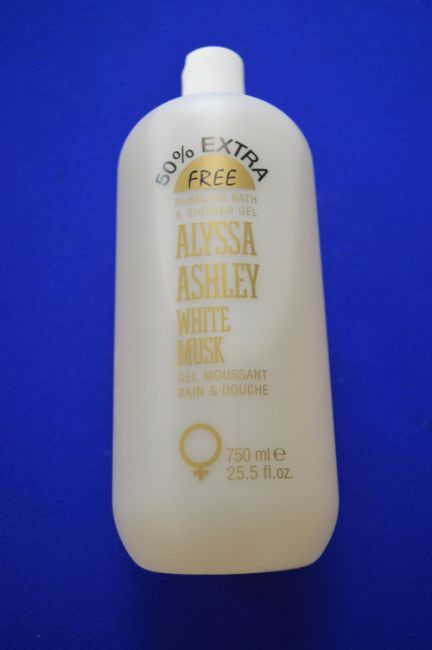 50% EXTRA
FREE
BUBBLING BATH
& SHOWER GEL
ALYSSA
ASHLEY
WHITE
MUSK
GEL MOUSSANT
BAIN & DOUCHE
750 ml ℮
25.5 fl.oz.